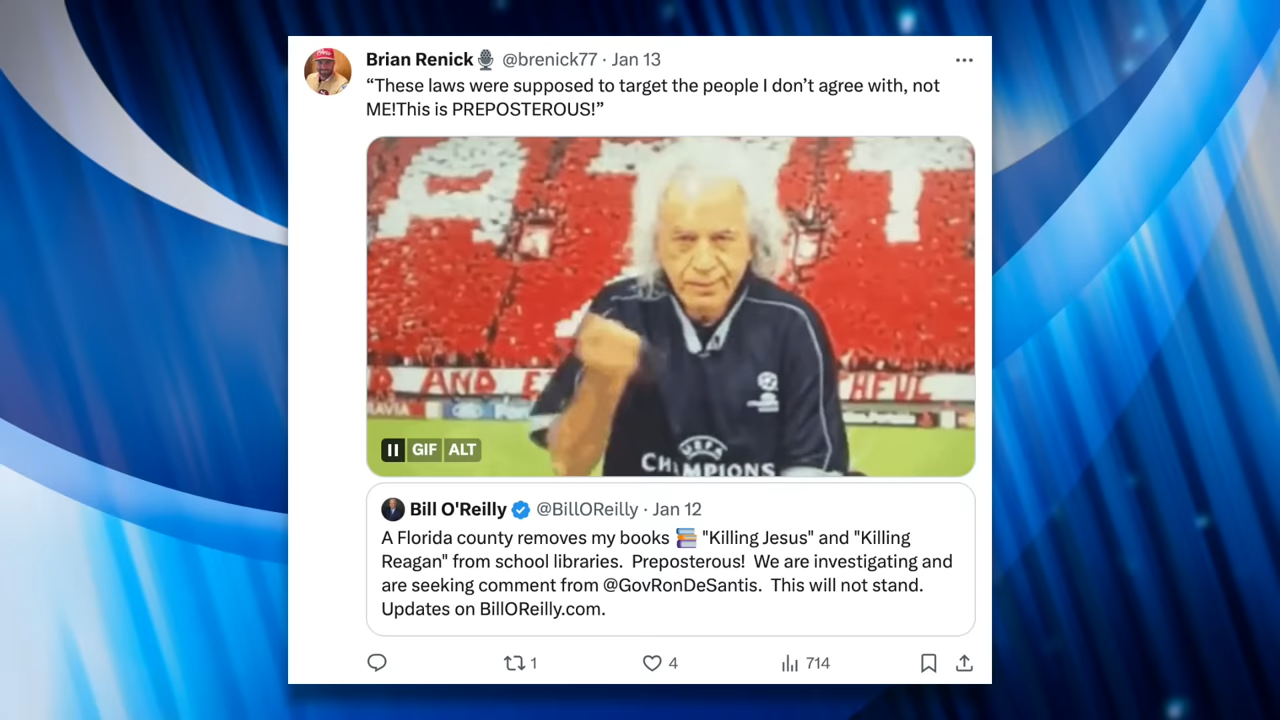 Brian Renick🎙️ @brenick77 · Jan 13
“These laws were supposed to target the people I don’t agree with, not
ME!This is PREPOSTEROUS!”
AND
UEFA
CHAMPIONS
GIF ALT
Bill O'Reilly @BillOReilly · Jan 12
A Florida county removes my books 📚 "Killing Jesus" and "Killing
Reagan" from school libraries. Preposterous! We are investigating and
are seeking comment from @GovRonDeSantis. This will not stand.
Updates on BillOReilly.com.
1 4 714